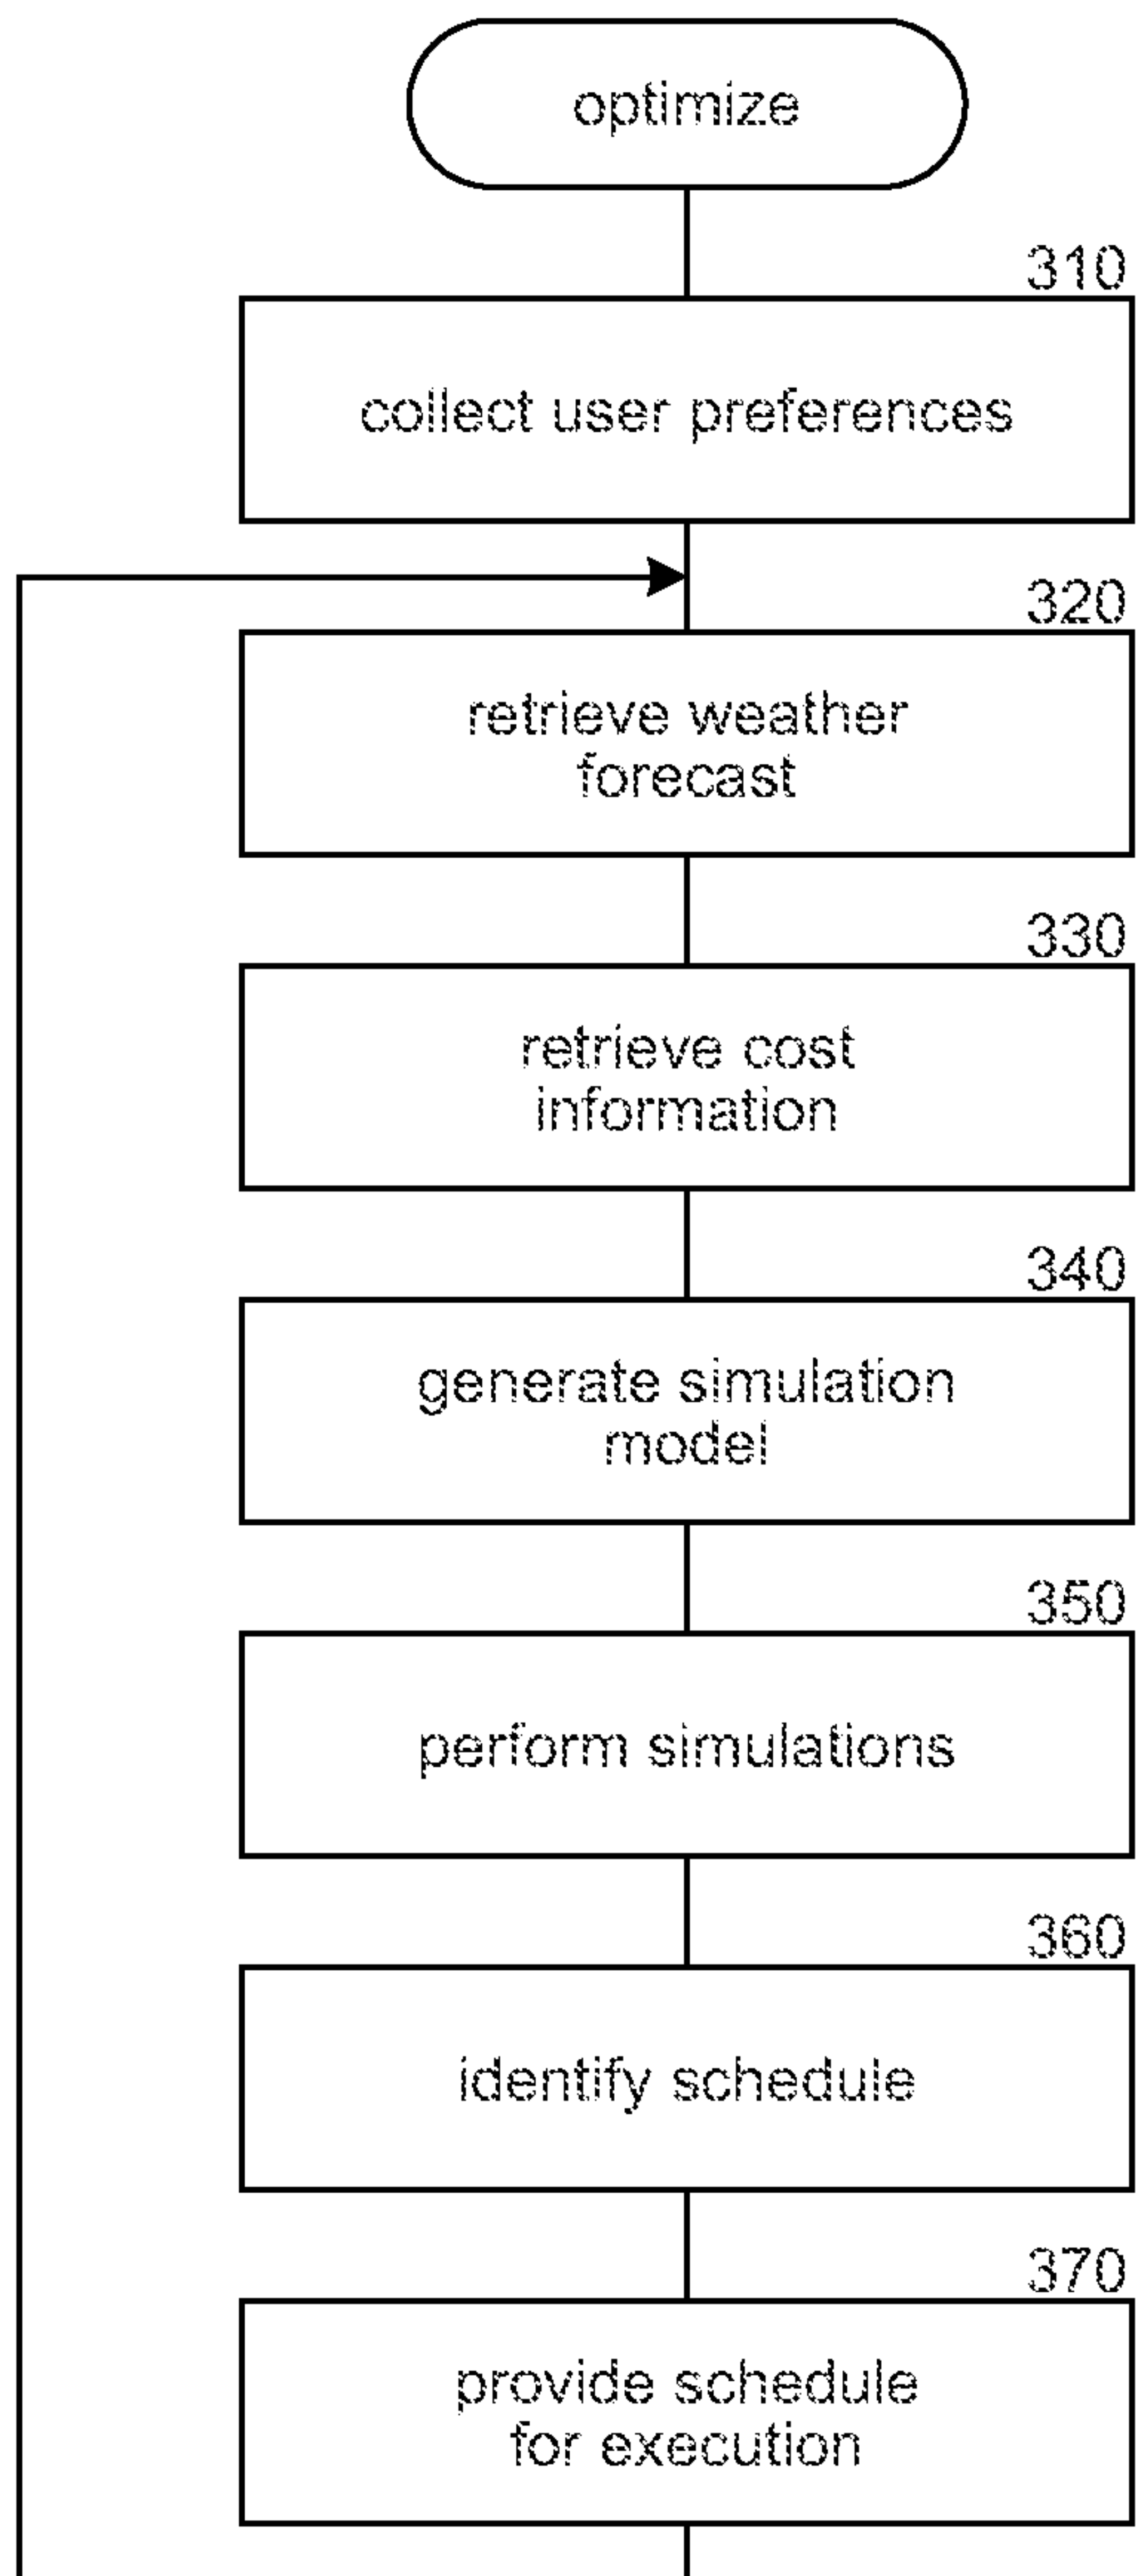 optimize
310
collect user preferences
320
retrieve weather
forecast
330
retrieve cost
information
340
generate simulation
model
350
perform simulations
360
identify schedule
370
provide schedule
for execution